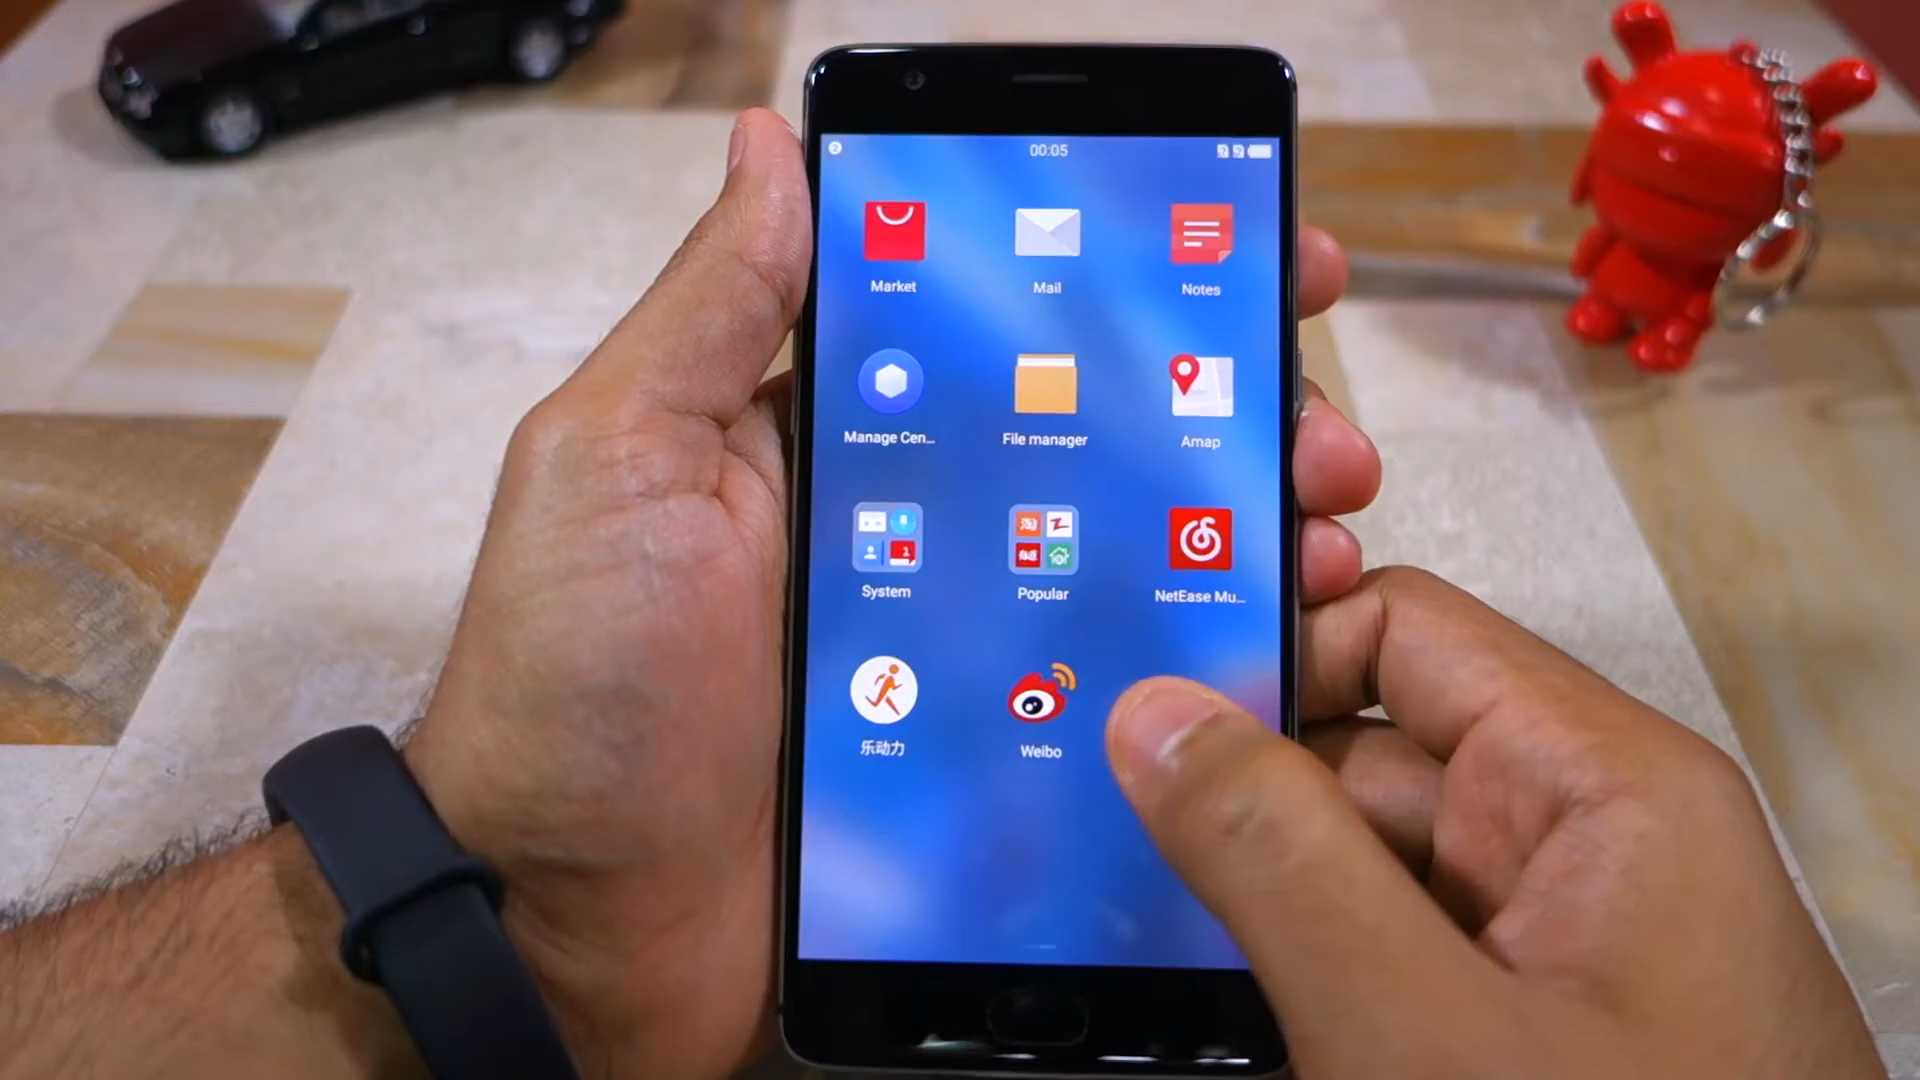 00:05
Market
Mail
Notes
Manage Cen...
File manager
Amap
System
Popular
NetEase Mu...
乐动力
Weibo